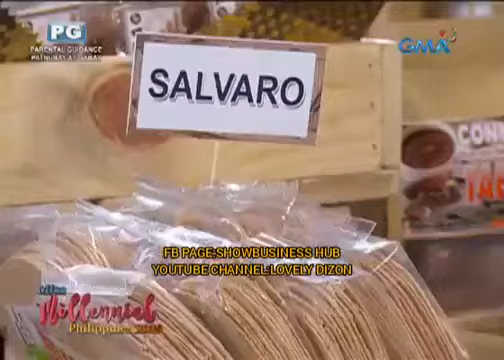 PG
PARENTAL GUIDANCE
PATNUBAY AT GABAY
GMA
SALVARO
FB PAGE:SHOWBUSINESS HUB
YOUTUBE CHANNEL:LOVELY DIZON
Miss
Millennial
Philippines